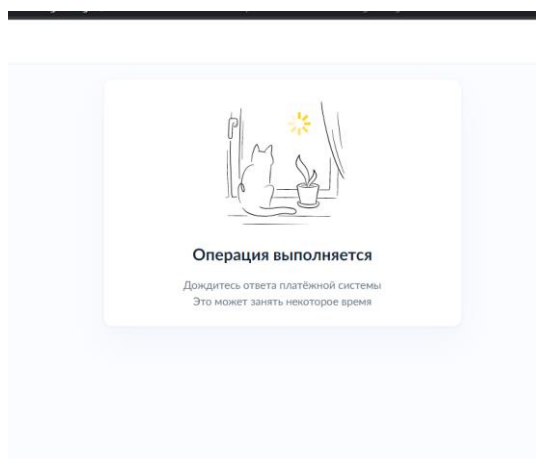 Операция выполняется
Дождитесь ответа платёжной системы
Это может занять некоторое время